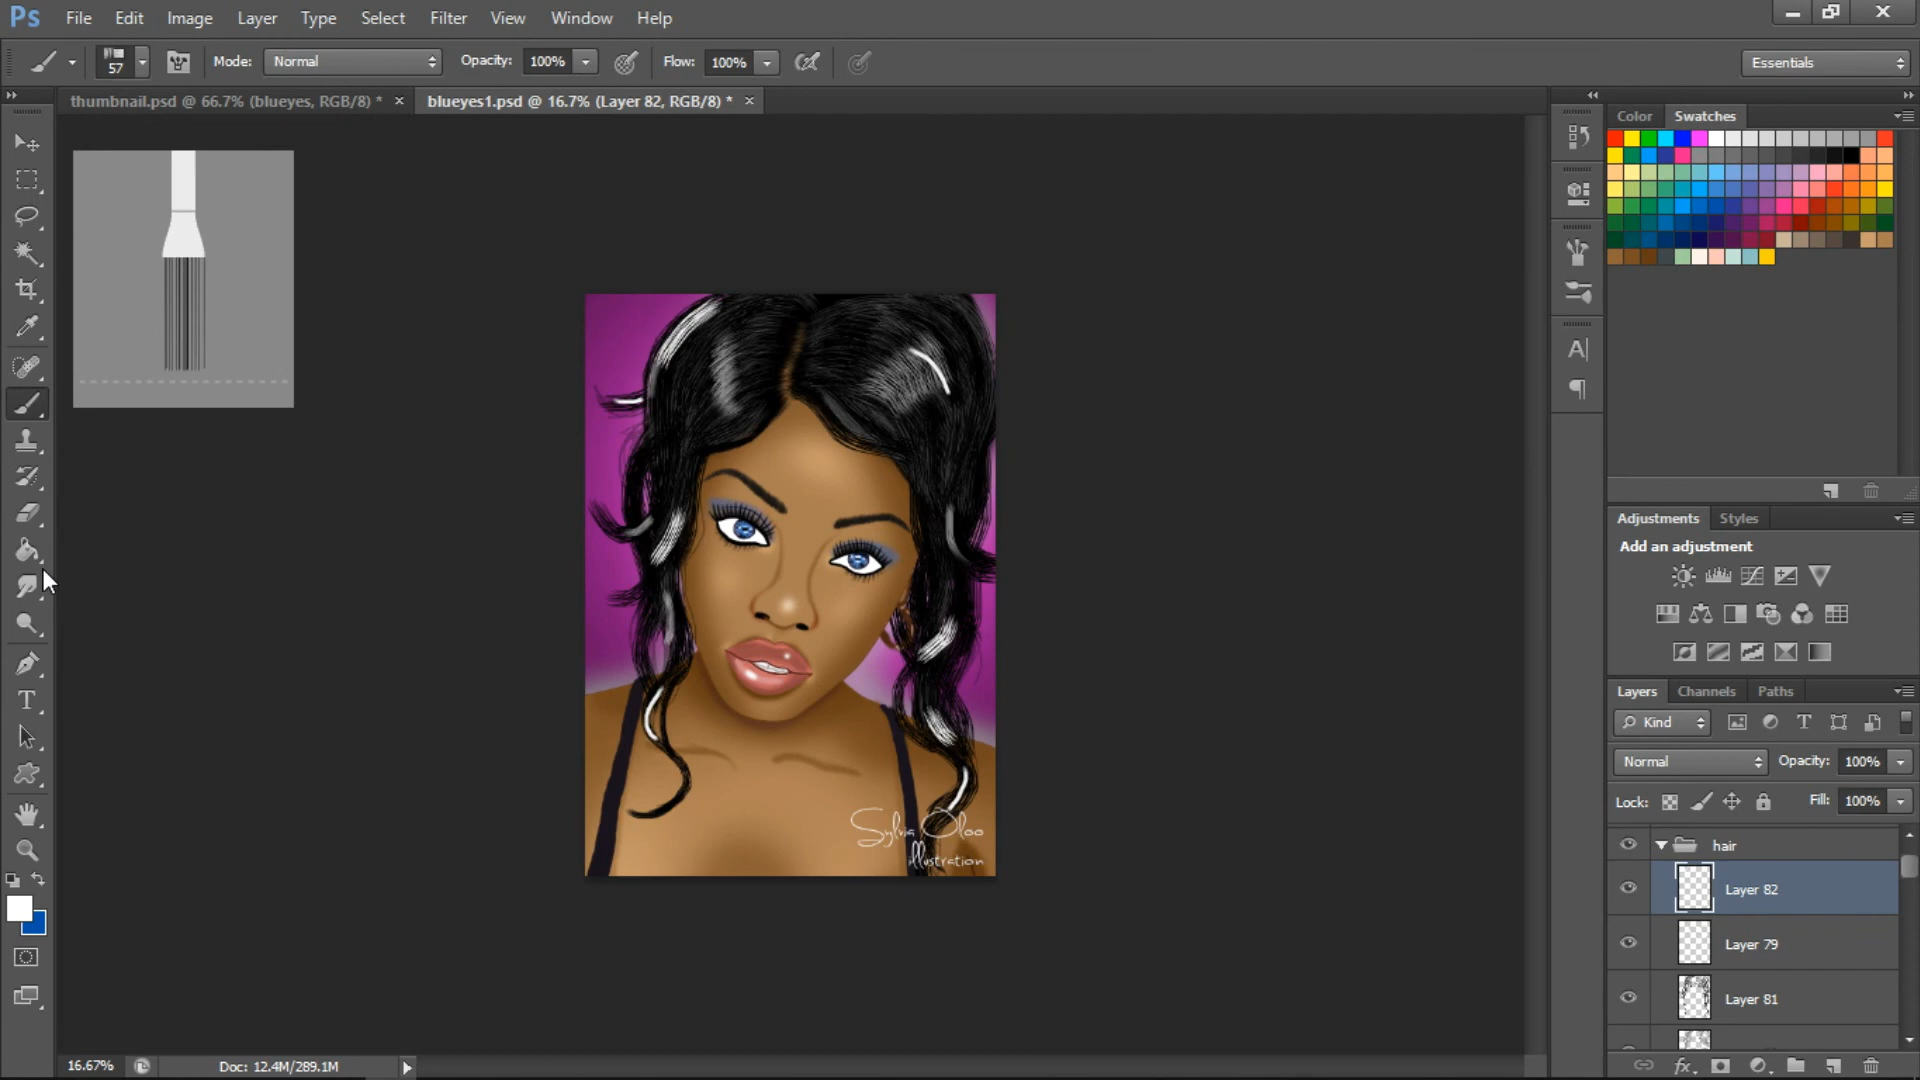 Ps File Edit Image Layer Type Select Filter View Window Help
57 Mode: Normal Opacity: 100% Flow: 100% Essentials
thumbnail.psd @ 66.7% (blueyes, RGB/8) * × blueyes1.psd @ 16.7% (Layer 82, RGB/8) * ×
Color Swatches
Adjustments Styles
Add an adjustment
Layers Channels Paths
Kind
Normal Opacity: 100%
Lock: Fill: 100%
hair
Layer 82
Layer 79
Layer 81
Sylvia Oloo
illustration
16.67% Doc: 12.4M/289.1M